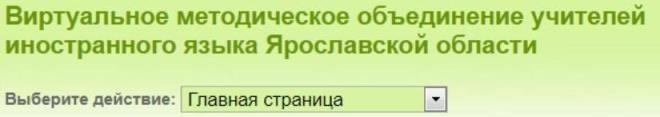 Виртуальное методическое объединение учителей
иностранного языка Ярославской области
Выберите действие: Главная страница